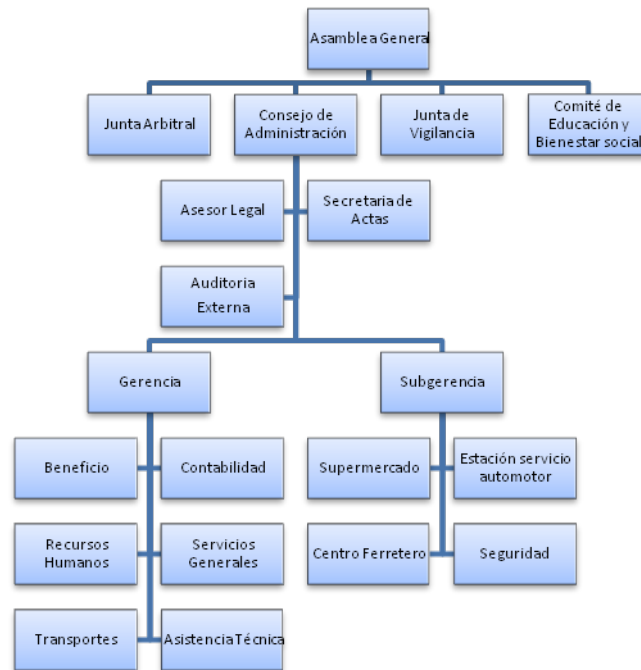 Asamblea General
Junta Arbitral
Consejo de
Administración
Junta de
Vigilancia
Comité de
Educación y
Bienestar social
Asesor Legal
Secretaria de
Actas
Auditoria
Externa
Gerencia
Subgerencia
Beneficio
Contabilidad
Supermercado
Estación servicio
automotor
Recursos
Humanos
Servicios
Generales
Centro Ferretero
Seguridad
Transportes
Asistencia Técnica